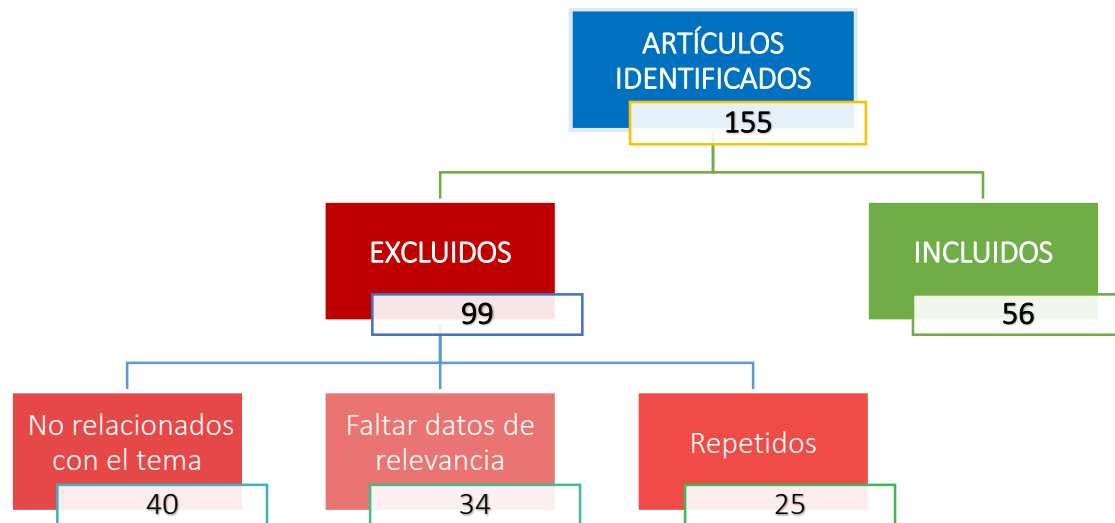 ARTÍCULOS
IDENTIFICADOS
155
EXCLUIDOS
99
INCLUIDOS
56
No relacionados
con el tema
40
Faltar datos de
relevancia
34
Repetidos
25